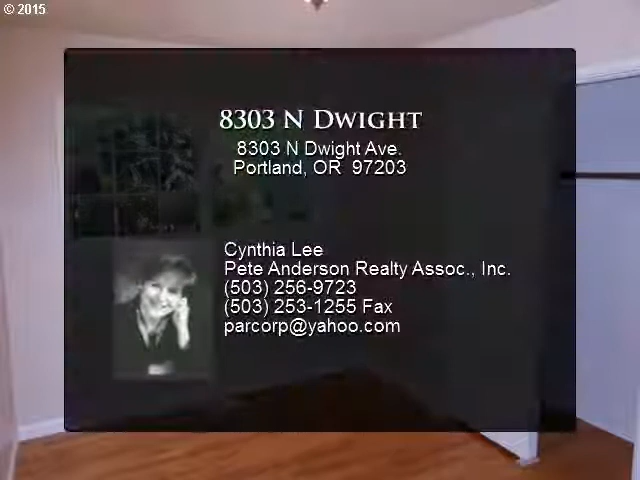 © 2015
8303 N DWIGHT
8303 N Dwight Ave.
Portland, OR 97203
Cynthia Lee
Pete Anderson Realty Assoc., Inc.
(503) 256-9723
(503) 253-1255 Fax
parcorp@yahoo.com